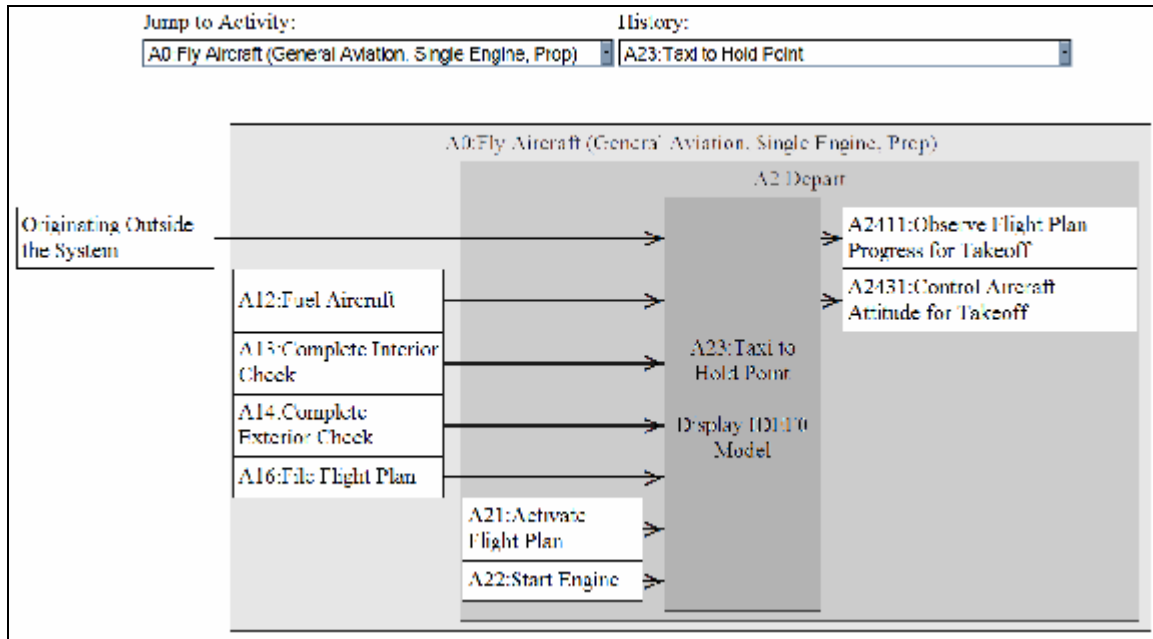 Jump to Activity:
History:
A0 Fly Aircraft (General Aviation, Single Engine, Prop)
A23:Taxi to Hold Point
A0:Fly Aircraft (General Aviation, Single Engine, Prop)
A2 Depart
Originating Outside
the System
A2411:Observe Flight Plan
Progress for Takeoff
A12:Fuel Aircraft
A2431:Control Aircraft
Attitude for Takeoff
A13:Complete Interior
Check
A23:Taxi to
Hold Point
A14:Complete
Exterior Check
Display IDEF0
Model
A16:File Flight Plan
A21:Activate
Flight Plan
A22:Start Engine